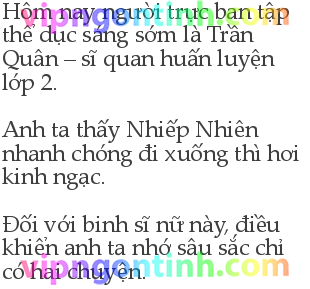 Hôm nay người trực ban tập
thể dục sáng sớm là Trần
Quân – sĩ quan huấn luyện
lớp 2.
Anh ta thấy Nhiếp Nhiên
nhanh chóng đi xuống thì hơi
kinh ngạc.
Đối với binh sĩ nữ này, điều
khiển anh ta nhớ sâu sắc chỉ
có hai chuyện.
vipngontinh.com
vipngontinh.com